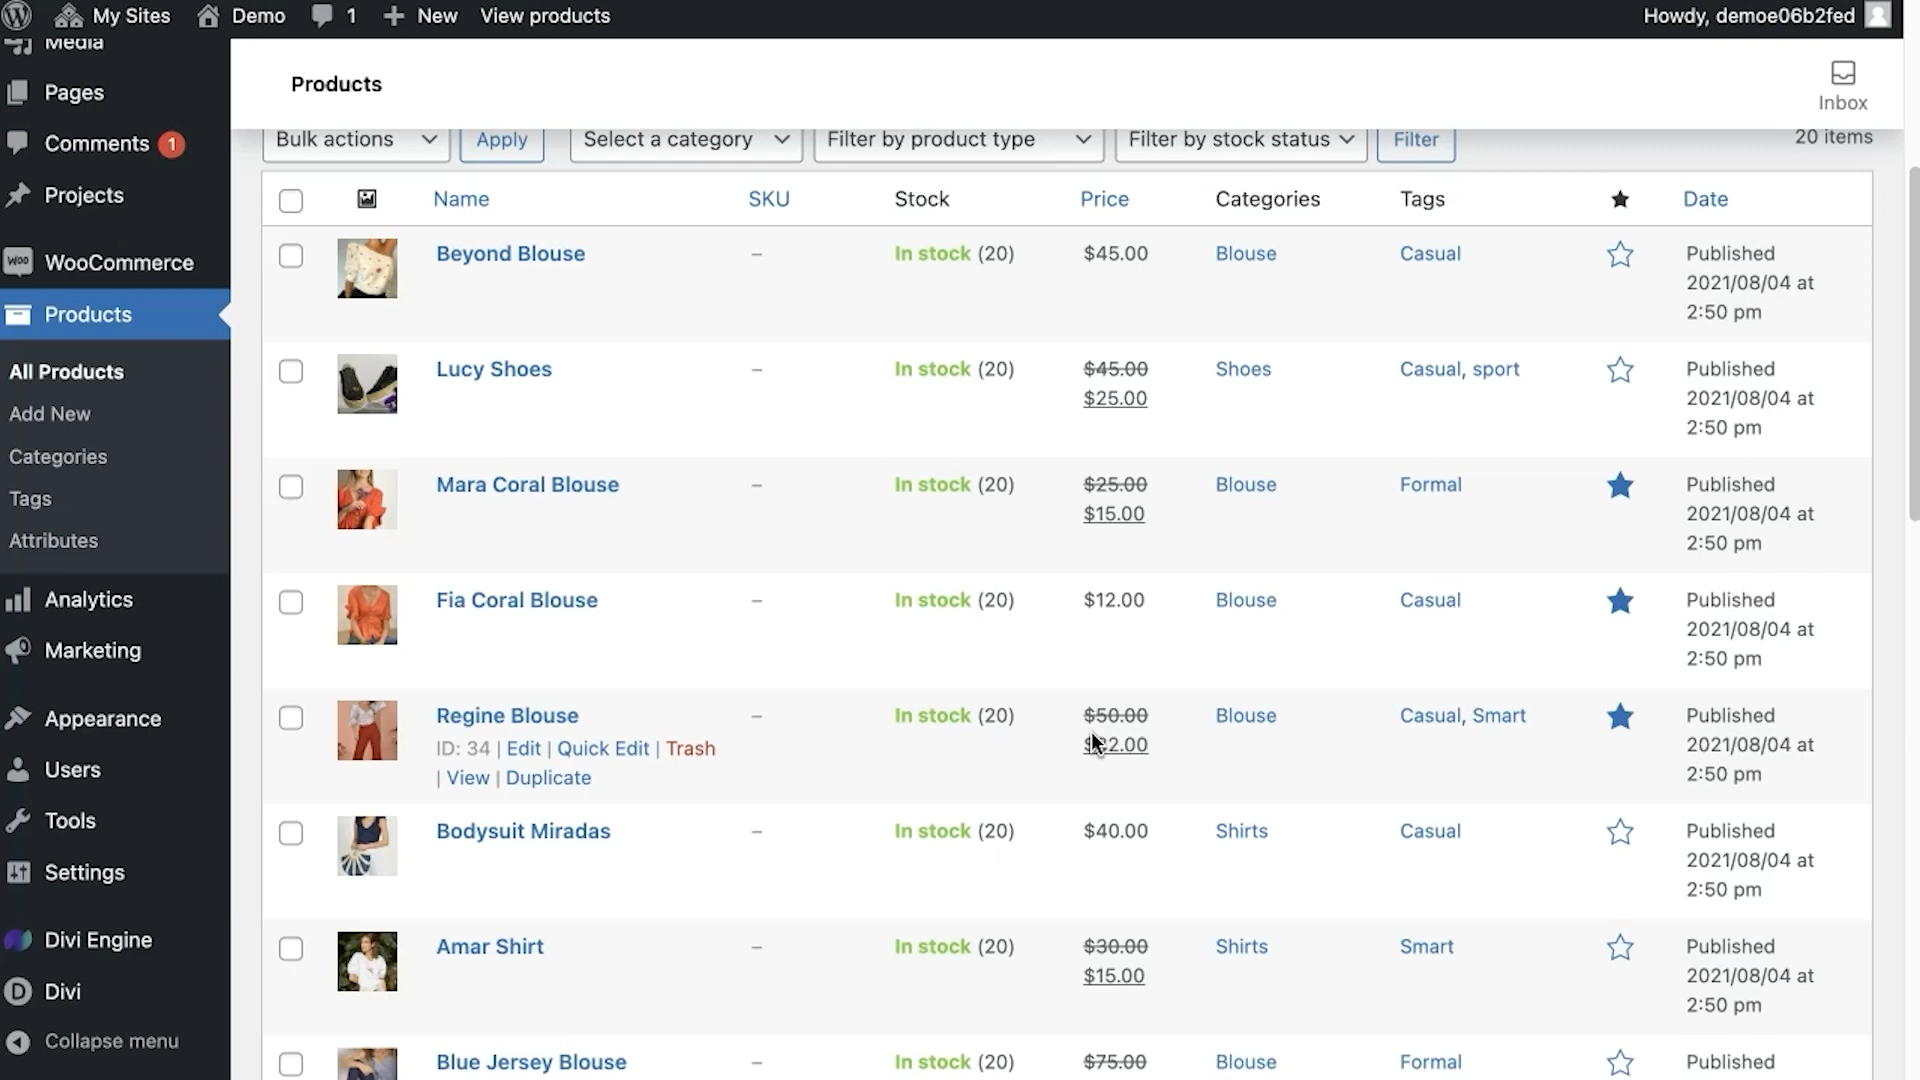 My Sites Demo 1 New View products Howdy, demoe06b2fed
Media
Pages
Comments 1
Projects
WOO WooCommerce
Products
All Products
Add New
Categories
Tags
Attributes
Analytics
Marketing
Appearance
Users
Tools
Settings
Divi Engine
D Divi
Collapse menu
Products
Inbox
Bulk actions Apply Select a category Filter by product type Filter by stock status Filter 20 items
Name SKU Stock Price Categories Tags Date
Beyond Blouse – In stock (20) $45.00 Blouse Casual Published
2021/08/04 at
2:50 pm
Lucy Shoes – In stock (20) $45.00 Shoes Casual, sport Published
$25.00 2021/08/04 at
2:50 pm
Mara Coral Blouse – In stock (20) $25.00 Blouse Formal Published
$15.00 2021/08/04 at
2:50 pm
Fia Coral Blouse – In stock (20) $12.00 Blouse Casual Published
2021/08/04 at
2:50 pm
Regine Blouse – In stock (20) $50.00 Blouse Casual, Smart Published
ID: 34 | Edit | Quick Edit | Trash 2021/08/04 at
| View | Duplicate 2:50 pm
Bodysuit Miradas – In stock (20) $40.00 Shirts Casual Published
2021/08/04 at
2:50 pm
Amar Shirt – In stock (20) $30.00 Shirts Smart Published
$15.00 2021/08/04 at
2:50 pm
Blue Jersey Blouse – In stock (20) $75.00 Blouse Formal Published